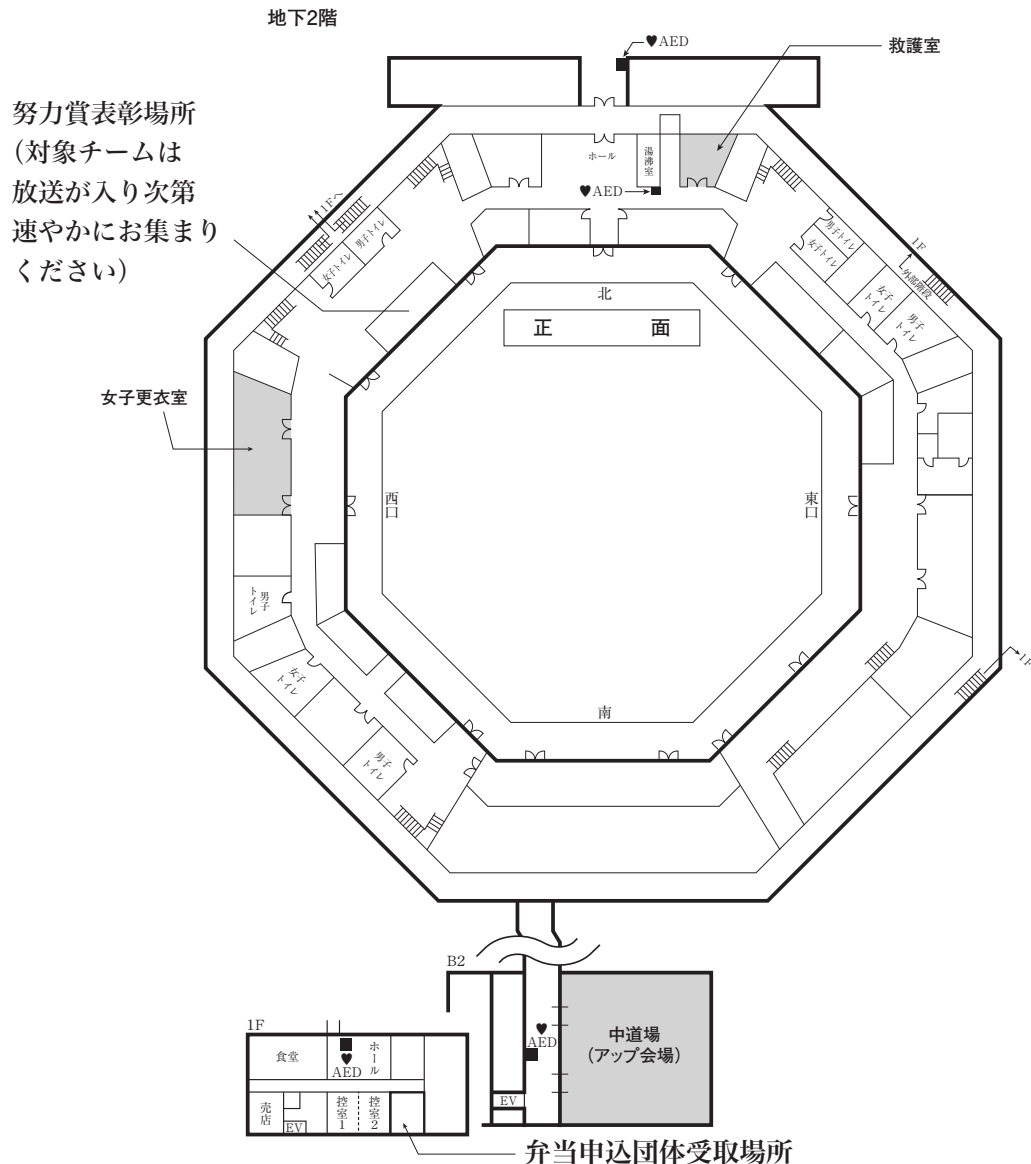 地下2階
♥AED
救護室
努力賞表彰場所
(対象チームは
放送が入り次第
速やかにお集まり
ください)
ホール
湯沸室
♥AED
1Fへ
男子トイレ
女子トイレ
男子トイレ
女子トイレ
1F
外部階段
女子
トイレ
男子
トイレ
北
正 面
女子更衣室
西口
東口
男子
トイレ
女子
トイレ
1F
南
男子
トイレ
B2
1F
食堂
♥
AED
ホール
♥
AED
中道場
(アップ会場)
売店
EV
控室1
控室2
EV
弁当申込団体受取場所